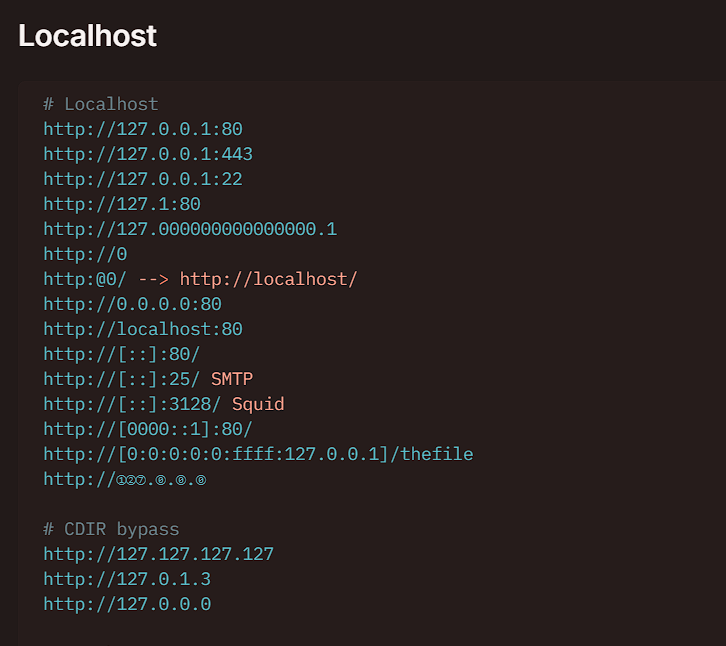 Localhost
# Localhost
http://127.0.0.1:80
http://127.0.0.1:443
http://127.0.0.1:22
http://127.1:80
http://127.000000000000000.1
http://0
http:@0/ --> http://localhost/
http://0.0.0.0:80
http://localhost:80
http://[::]:80/
http://[::]:25/ SMTP
http://[::]:3128/ Squid
http://[0000::1]:80/
http://[0:0:0:0:0:ffff:127.0.0.1]/thefile
http://①②⑦.⓪.⓪.⓪
# CDIR bypass
http://127.127.127.127
http://127.0.1.3
http://127.0.0.0